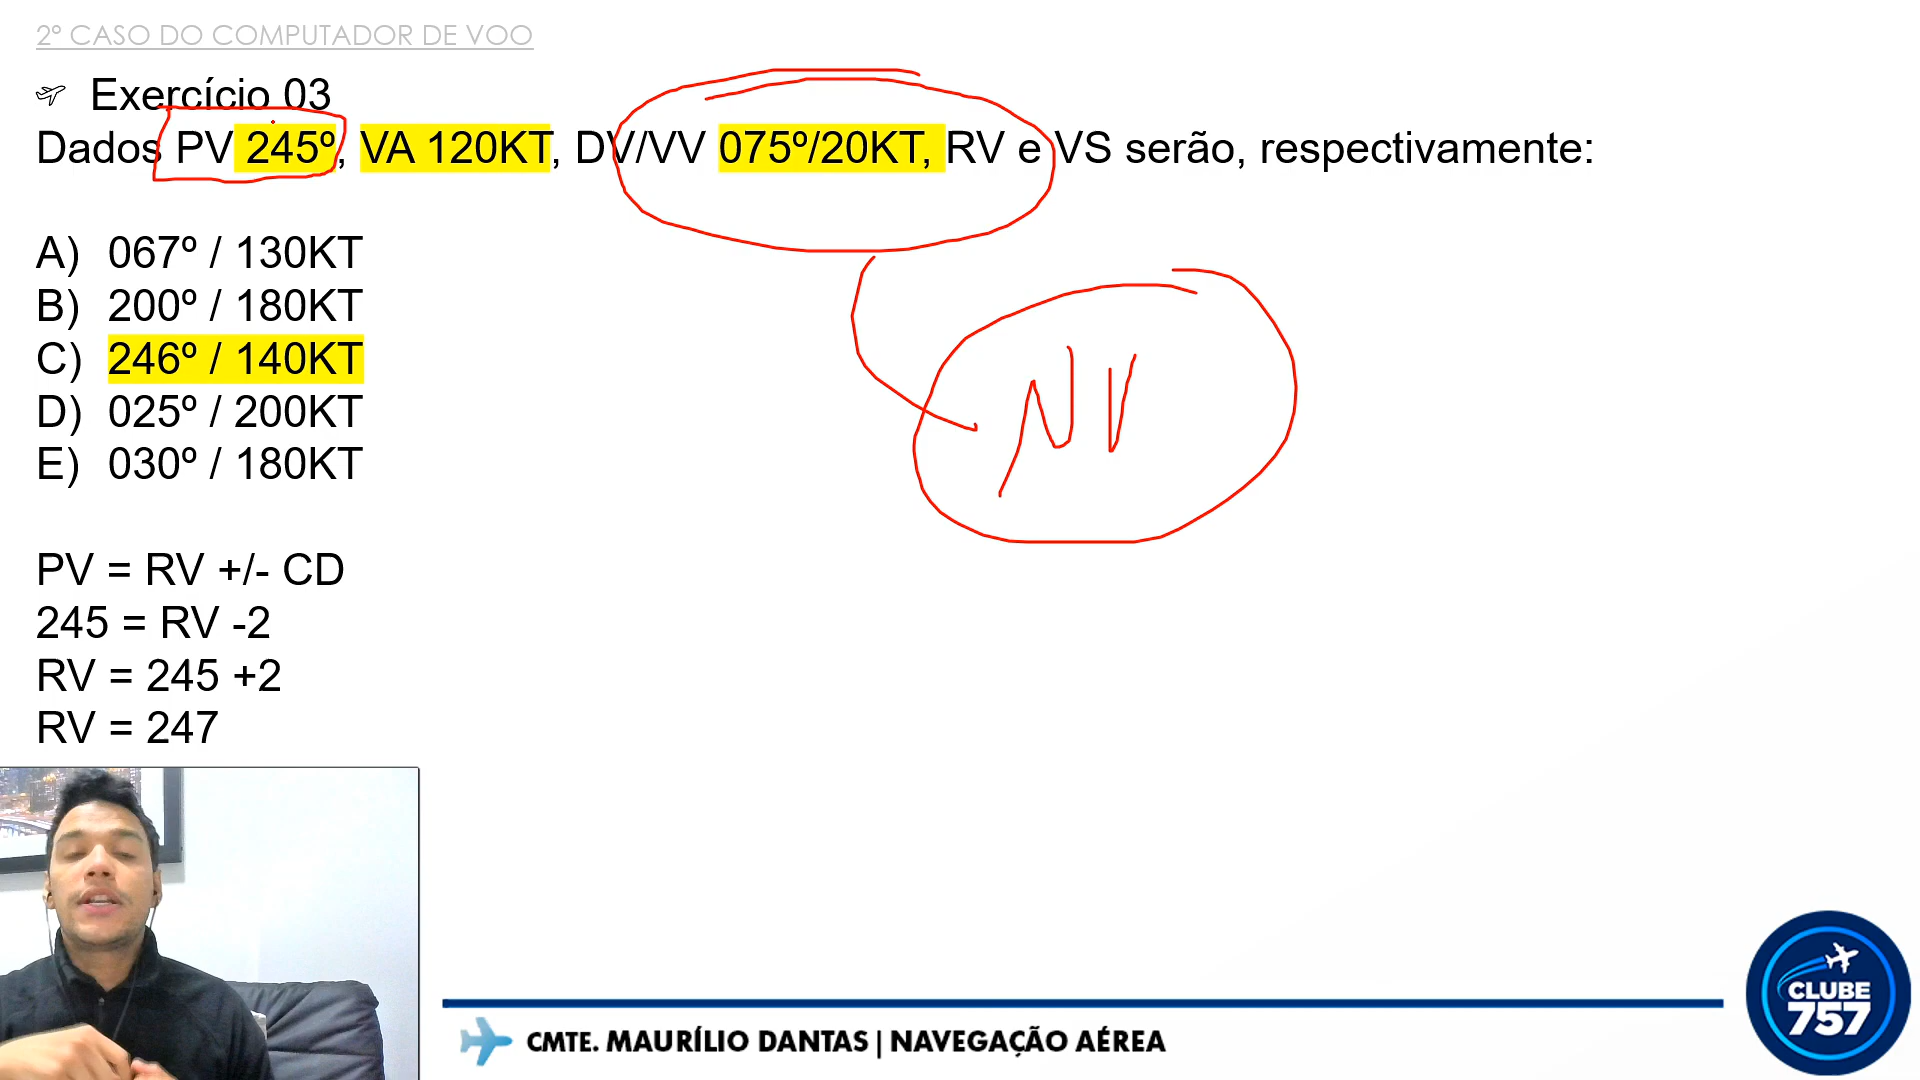 2º CASO DO COMPUTADOR DE VOO
Exercício 03
Dados PV 245º, VA 120KT, DV/VV 075º/20KT, RV e VS serão, respectivamente:
A) 067º / 130KT
B) 200º / 180KT
C) 246º / 140KT
D) 025º / 200KT
E) 030º / 180KT
NV
PV = RV +/- CD
245 = RV -2
RV = 245 +2
RV = 247
CMTE. MAURÍLIO DANTAS | NAVEGAÇÃO AÉREA
CLUBE
757